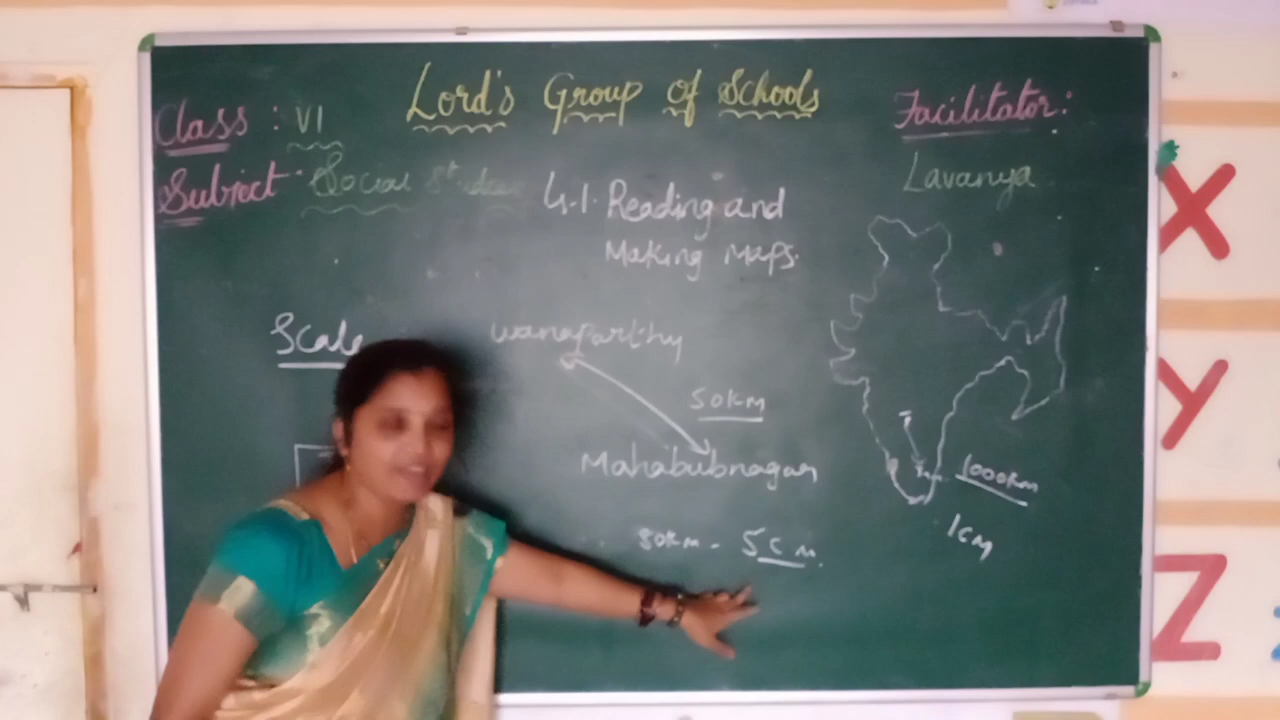 Lord's Group of Schools
Class : VI
Facilitator:
Subject : Social Studies
Lavanya
4.1. Reading and
Making Maps.
Scale
Wanaparthy
50km
Mahabubnagar
1000km
50km - 5cm.
1cm
X
Y
Z